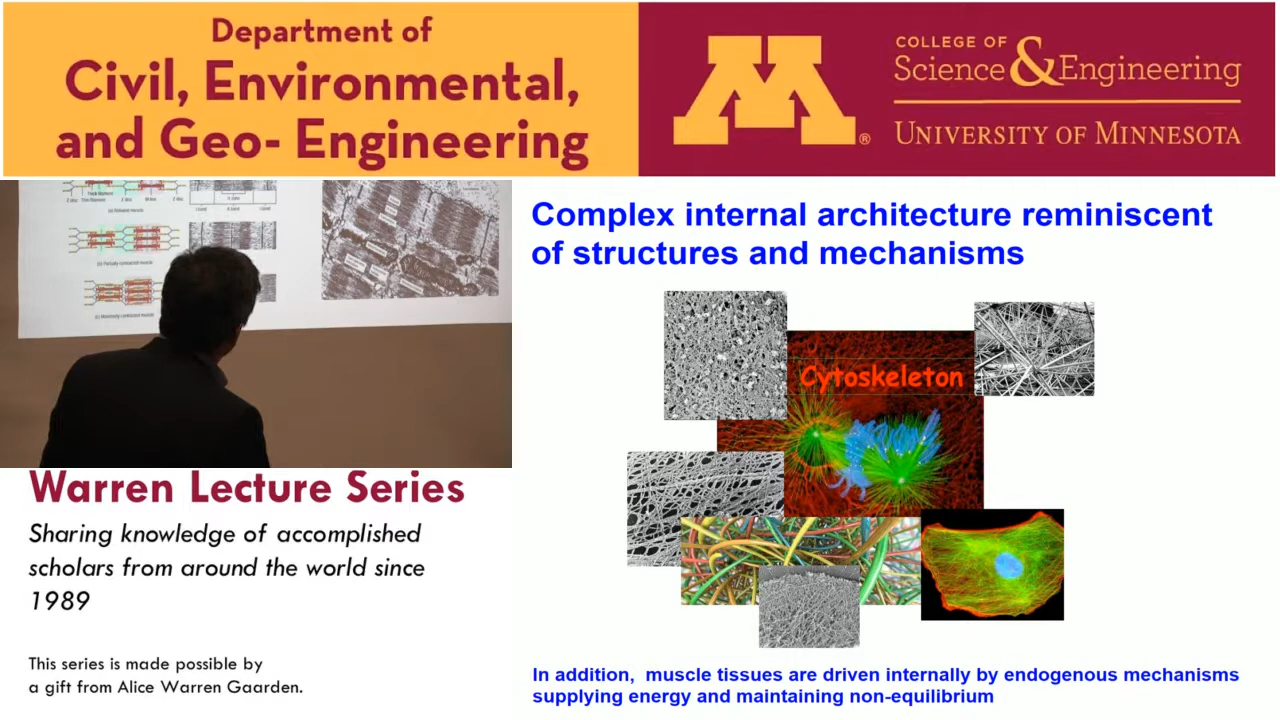 Department of
Civil, Environmental,
and Geo- Engineering
M
®
COLLEGE OF
Science & Engineering
UNIVERSITY OF MINNESOTA
Complex internal architecture reminiscent
of structures and mechanisms
Cytoskeleton
Warren Lecture Series
Sharing knowledge of accomplished
scholars from around the world since
1989
This series is made possible by
a gift from Alice Warren Gaarden.
In addition, muscle tissues are driven internally by endogenous mechanisms
supplying energy and maintaining non-equilibrium